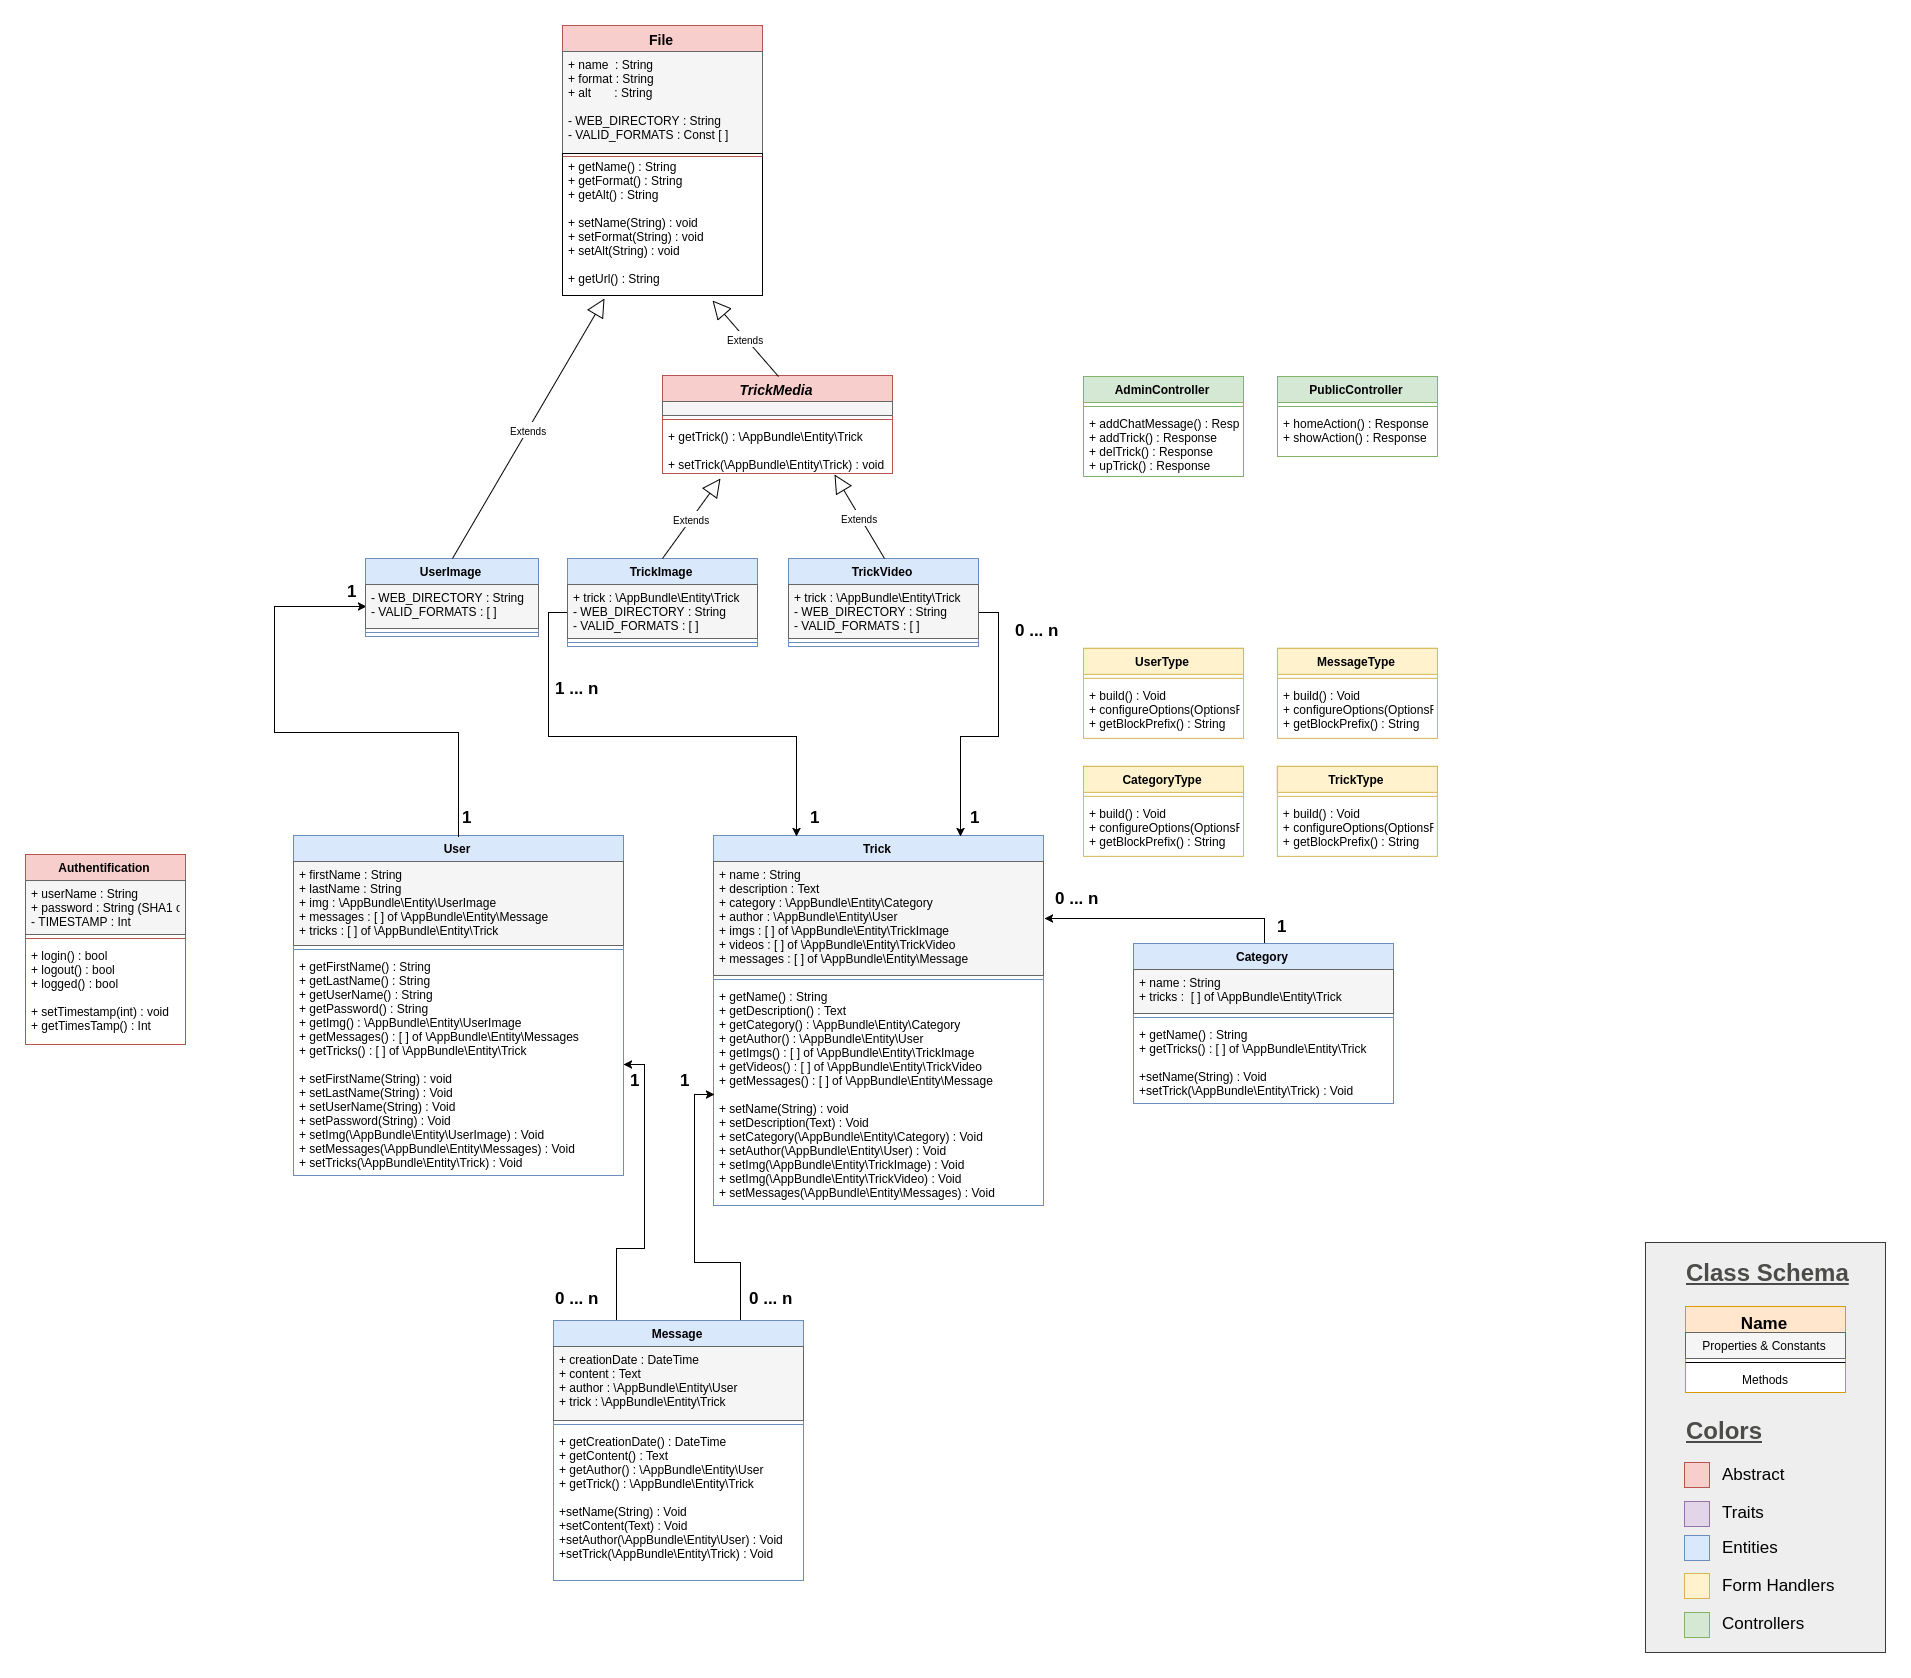 File
+ name : String
+ format : String
+ alt : String
- WEB_DIRECTORY : String
- VALID_FORMATS : Const [ ]
+ getName() : String
+ getFormat() : String
+ getAlt() : String
+ setName(String) : void
+ setFormat(String) : void
+ setAlt(String) : void
+ getUrl() : String
Extends
Extends
TrickMedia
+ getTrick() : \AppBundle\Entity\Trick
+ setTrick(\AppBundle\Entity\Trick) : void
AdminController
+ addChatMessage() : Resp
+ addTrick() : Response
+ delTrick() : Response
+ upTrick() : Response
PublicController
+ homeAction() : Response
+ showAction() : Response
Extends
Extends
1
UserImage
- WEB_DIRECTORY : String
- VALID_FORMATS : [ ]
TrickImage
+ trick : \AppBundle\Entity\Trick
- WEB_DIRECTORY : String
- VALID_FORMATS : [ ]
TrickVideo
+ trick : \AppBundle\Entity\Trick
- WEB_DIRECTORY : String
- VALID_FORMATS : [ ]
0 ... n
1 ... n
UserType
+ build() : Void
+ configureOptions(Options
+ getBlockPrefix() : String
MessageType
+ build() : Void
+ configureOptions(Options
+ getBlockPrefix() : String
CategoryType
+ build() : Void
+ configureOptions(Options
+ getBlockPrefix() : String
TrickType
+ build() : Void
+ configureOptions(Options
+ getBlockPrefix() : String
1
1
1
Authentification
+ userName : String
+ password : String (SHA1
- TIMESTAMP : Int
+ login() : bool
+ logout() : bool
+ logged() : bool
+ setTimestamp(int) : void
+ getTimesTamp() : Int
User
+ firstName : String
+ lastName : String
+ img : \AppBundle\Entity\UserImage
+ messages : [ ] of \AppBundle\Entity\Message
+ tricks : [ ] of \AppBundle\Entity\Trick
+ getFirstName() : String
+ getLastName() : String
+ getUserName() : String
+ getPassword() : String
+ getImg() : \AppBundle\Entity\UserImage
+ getMessages() : [ ] of \AppBundle\Entity\Messages
+ getTricks() : [ ] of \AppBundle\Entity\Trick
+ setFirstName(String) : void
+ setLastName(String) : Void
+ setUserName(String) : Void
+ setPassword(String) : Void
+ setImg(\AppBundle\Entity\UserImage) : Void
+ setMessages(\AppBundle\Entity\Messages) : Void
+ setTricks(\AppBundle\Entity\Trick) : Void
Trick
+ name : String
+ description : Text
+ category : \AppBundle\Entity\Category
+ author : \AppBundle\Entity\User
+ imgs : [ ] of \AppBundle\Entity\TrickImage
+ videos : [ ] of \AppBundle\Entity\TrickVideo
+ messages : [ ] of \AppBundle\Entity\Message
+ getName() : String
+ getDescription() : Text
+ getCategory() : \AppBundle\Entity\Category
+ getAuthor() : \AppBundle\Entity\User
+ getImgs() : [ ] of \AppBundle\Entity\TrickImage
+ getVideos() : [ ] of \AppBundle\Entity\TrickVideo
+ getMessages() : [ ] of \AppBundle\Entity\Message
+ setName(String) : void
+ setDescription(Text) : Void
+ setCategory(\AppBundle\Entity\Category) : Void
+ setAuthor(\AppBundle\Entity\User) : Void
+ setImg(\AppBundle\Entity\TrickImage) : Void
+ setImg(\AppBundle\Entity\TrickVideo) : Void
+ setMessages(\AppBundle\Entity\Messages) : Void
0 ... n
1
Category
+ name : String
+ tricks : [ ] of \AppBundle\Entity\Trick
+ getName() : String
+ getTricks() : [ ] of \AppBundle\Entity\Trick
+setName(String) : Void
+setTrick(\AppBundle\Entity\Trick) : Void
1
1
0 ... n
0 ... n
Message
+ creationDate : DateTime
+ content : Text
+ author : \AppBundle\Entity\User
+ trick : \AppBundle\Entity\Trick
+ getCreationDate() : DateTime
+ getContent() : Text
+ getAuthor() : \AppBundle\Entity\User
+ getTrick() : \AppBundle\Entity\Trick
+setName(String) : Void
+setContent(Text) : Void
+setAuthor(\AppBundle\Entity\User) : Void
+setTrick(\AppBundle\Entity\Trick) : Void
Class Schema
Name
Properties & Constants
Methods
Colors
Abstract
Traits
Entities
Form Handlers
Controllers